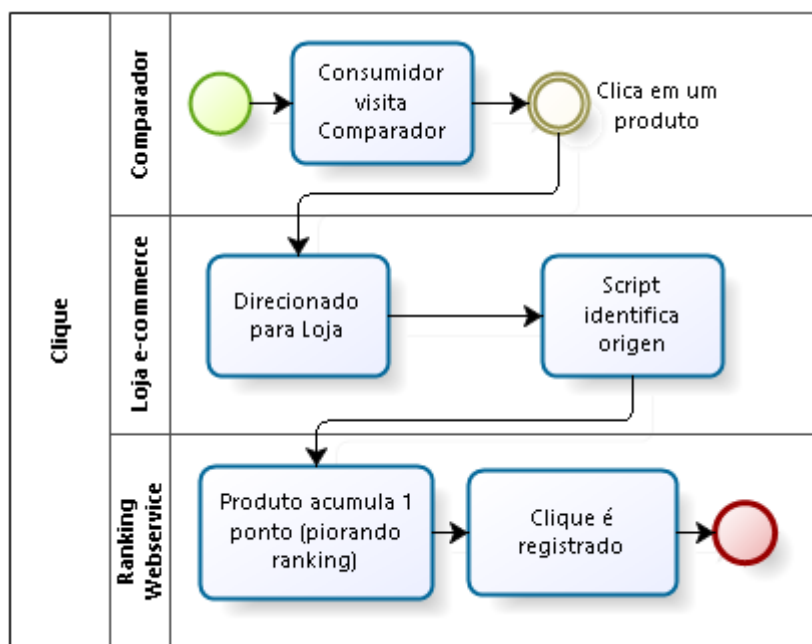 Clique
Comparador
Consumidor
visita
Comparador
Clica em um
produto
Loja e-commerce
Direcionado
para Loja
Script
identifica
origen
Ranking
Webservice
Produto acumula 1
ponto (piorando
ranking)
Clique é
registrado